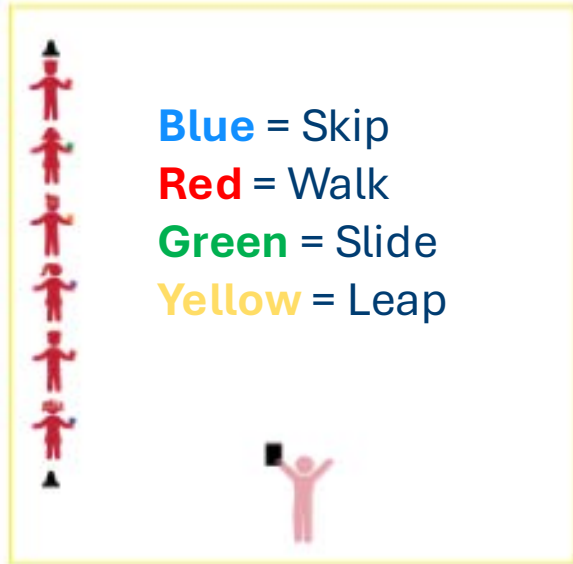 Blue = Skip
Red = Walk
Green = Slide
Yellow = Leap